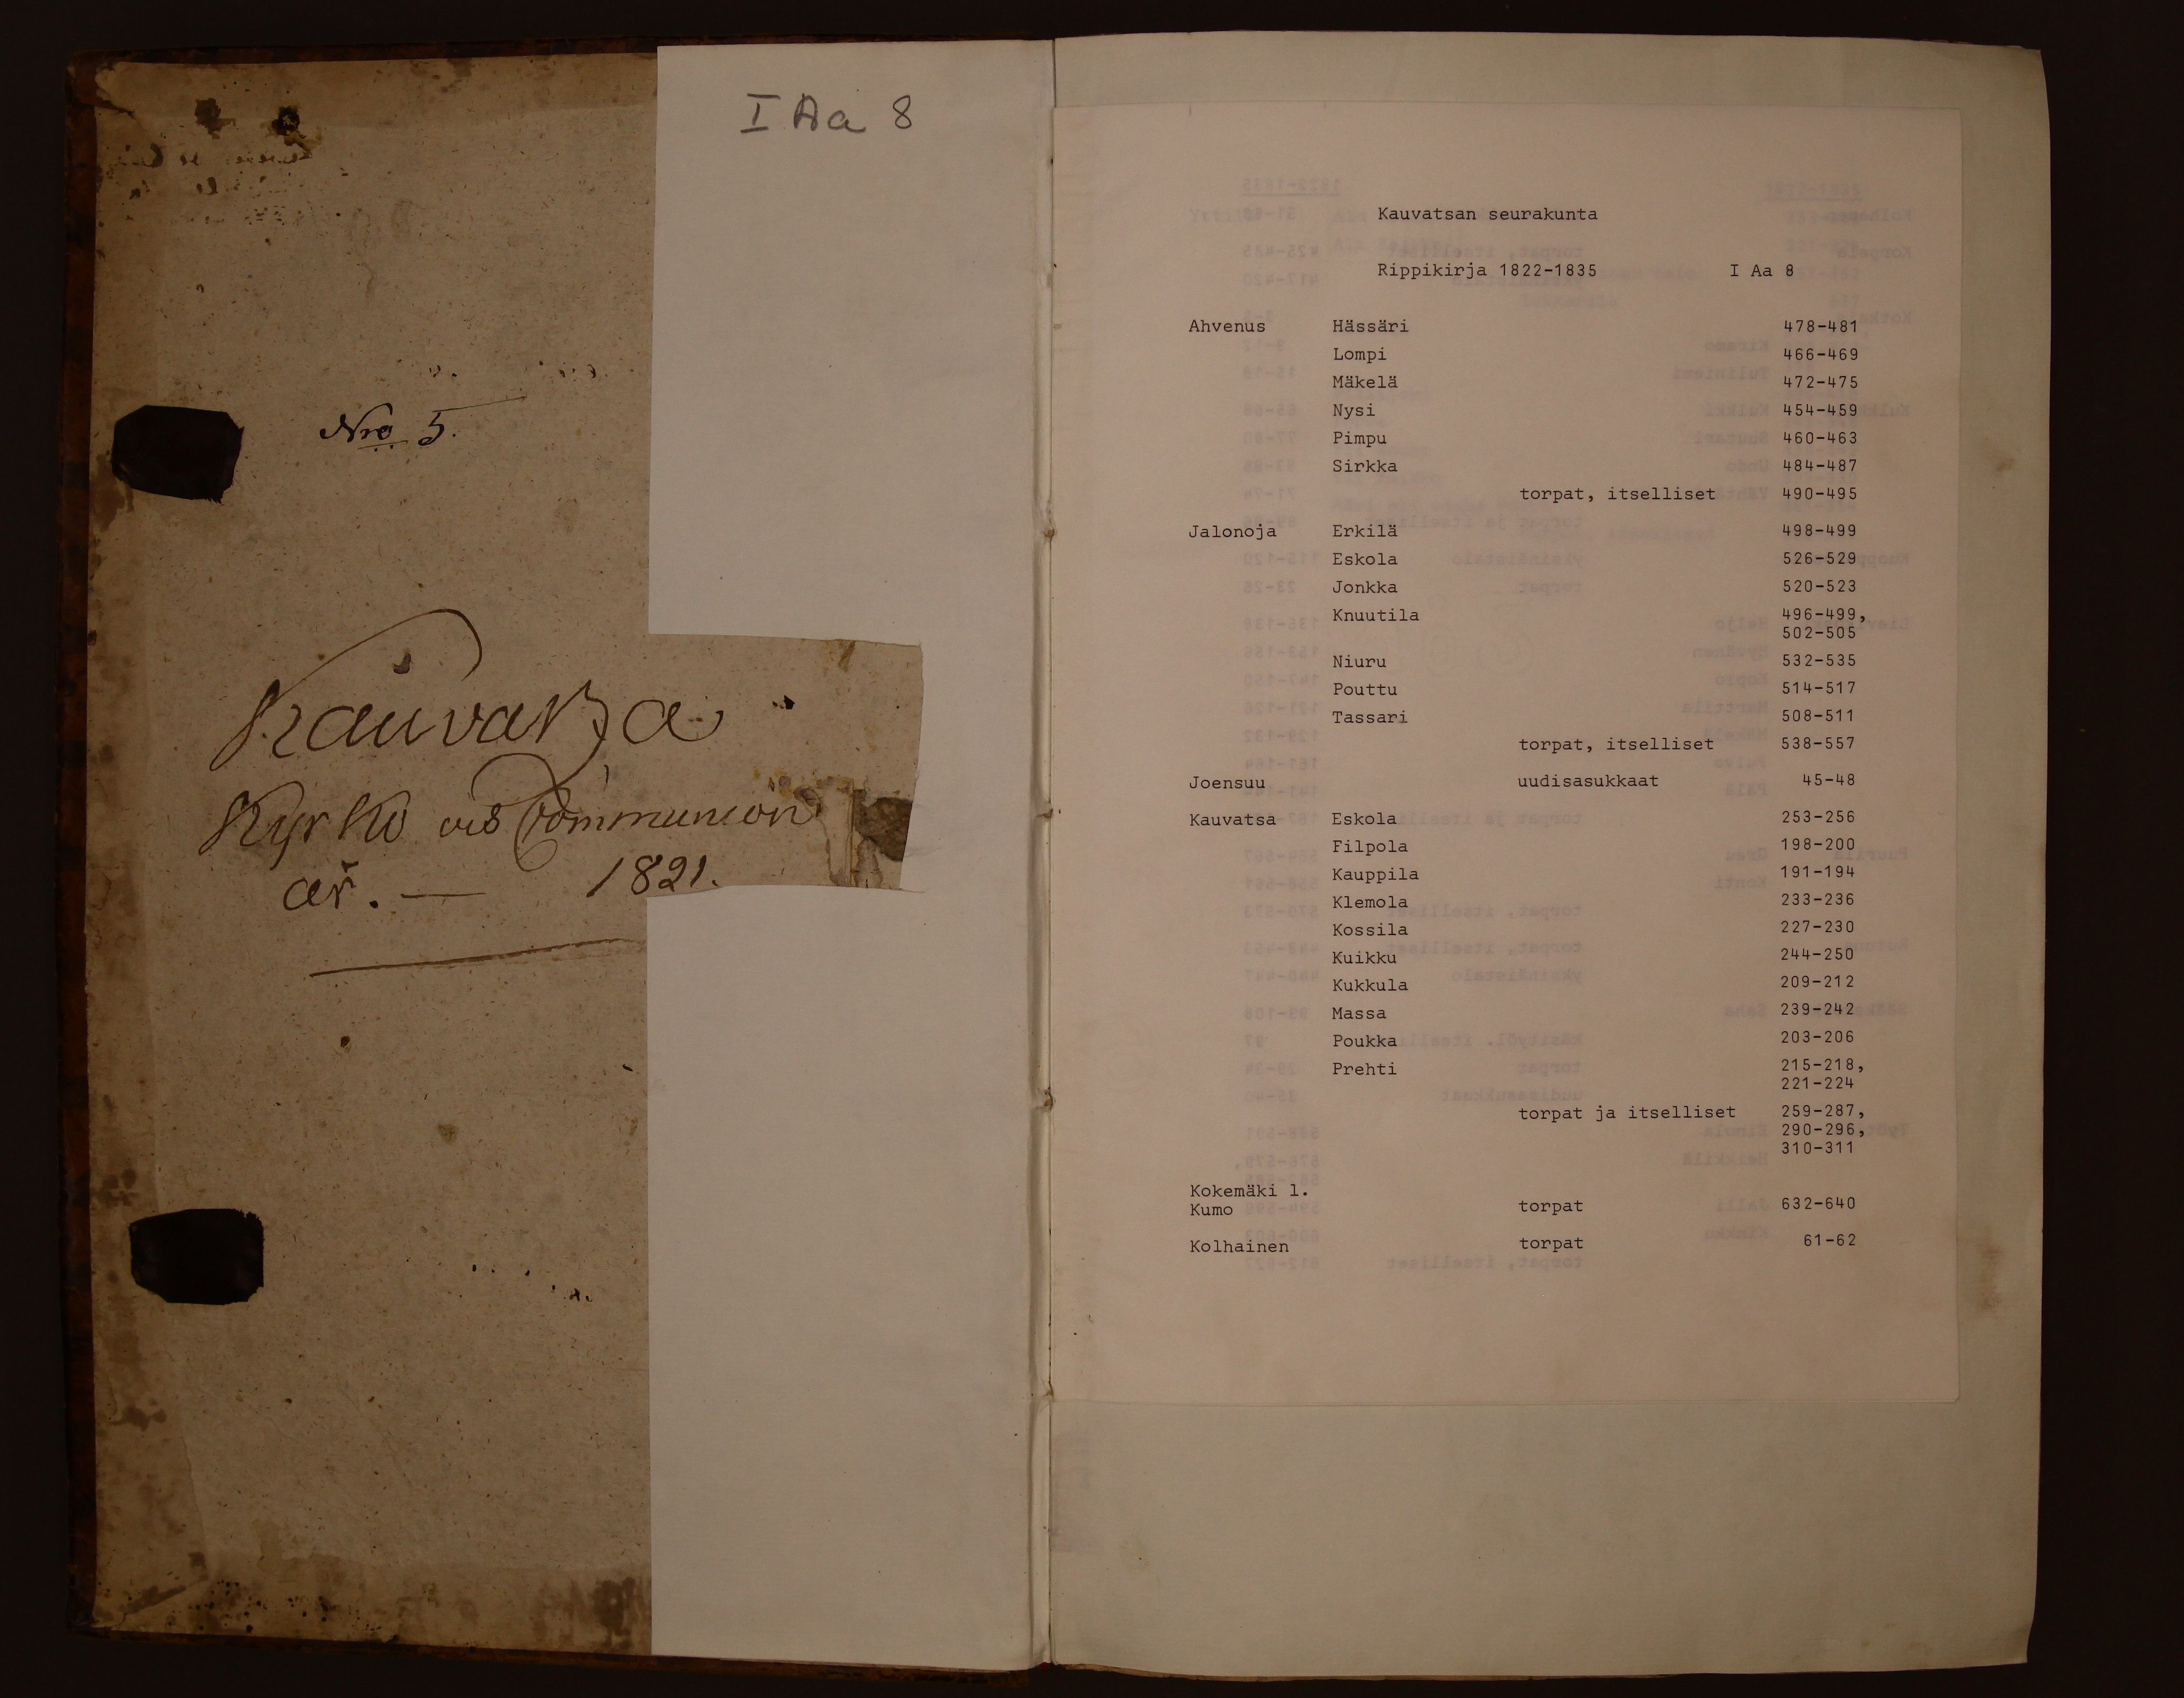 I Aa 8
Nro 5.
Kauvatza
Kyrko och Communion
år. — 1821.
Kauvatsan seurakunta
Rippikirja 1822-1835 I Aa 8
Ahvenus Hässäri 478-481
Lompi 466-469
Mäkelä 472-475
Nysi 454-459
Pimpu 460-463
Sirkka 484-487
torpat, itselliset 490-495
Jalonoja Erkilä 498-499
Eskola 526-529
Jonkka 520-523
Knuutila 496-499,
502-505
Niuru 532-535
Pouttu 514-517
Tassari 508-511
torpat, itselliset 538-557
Joensuu uudisasukkaat 45-48
Kauvatsa Eskola 253-256
Filpola 198-200
Kauppila 191-194
Klemola 233-236
Kossila 227-230
Kuikku 244-250
Kukkula 209-212
Massa 239-242
Poukka 203-206
Prehti 215-218,
221-224
torpat ja itselliset 259-287,
290-296,
310-311
Kokemäki l.
Kumo torpat 632-640
Kolhainen torpat 61-62